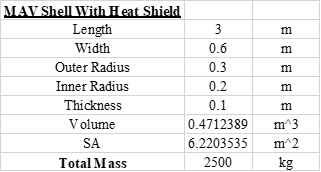 MAV Shell With Heat Shield
Length 3 m
Width 0.6 m
Outer Radius 0.3 m
Inner Radius 0.2 m
Thickness 0.1 m
Volume 0.4712389 m^3
SA 6.2203535 m^2
Total Mass 2500 kg